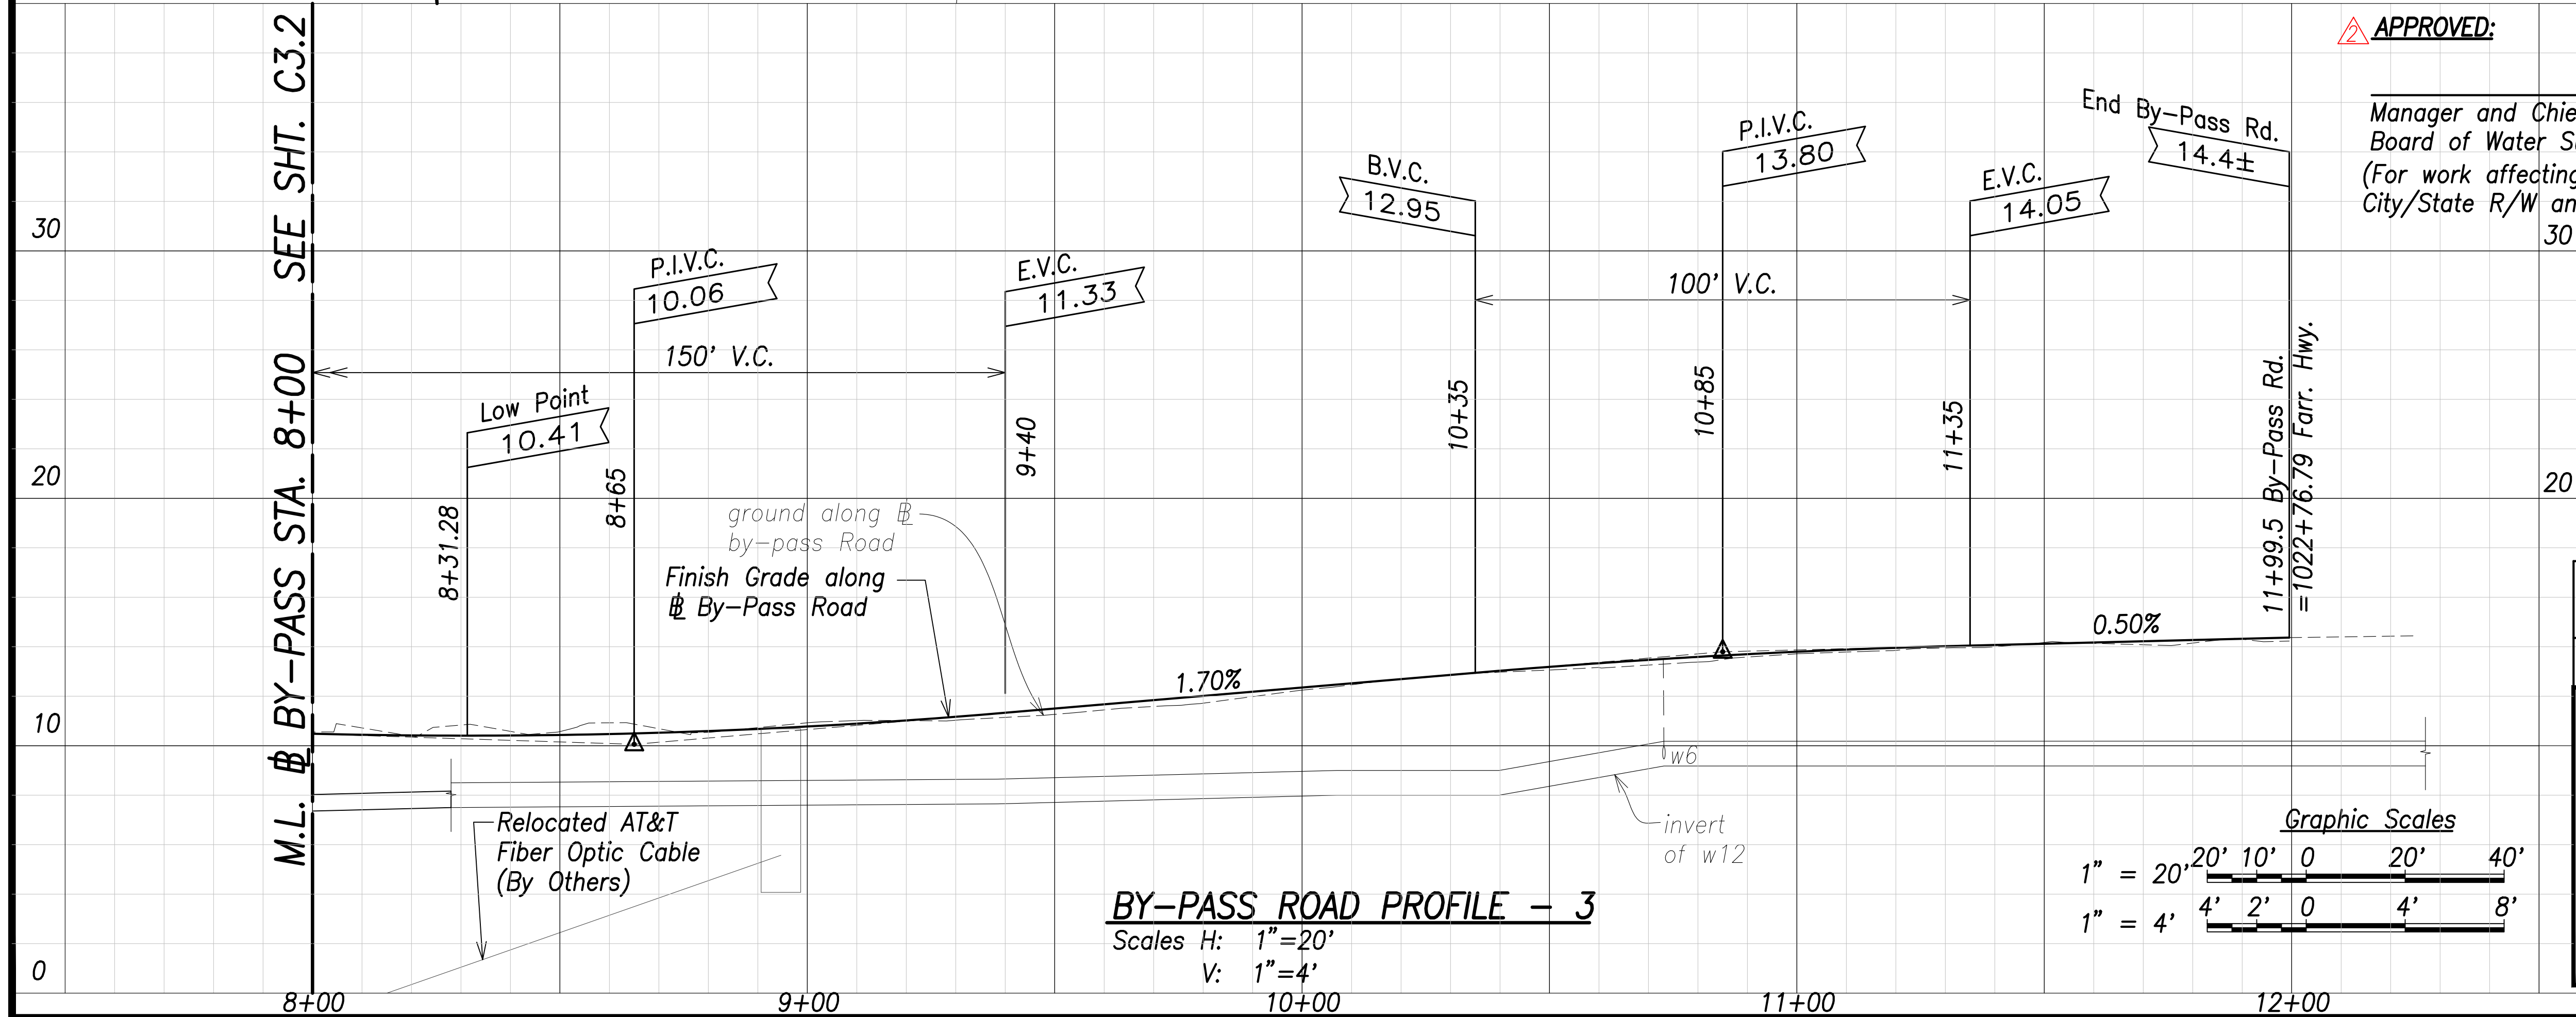 M.L. B BY-PASS STA. 8+00 SEE SHT. C3.2
2 APPROVED:
Manager and Chie
Board of Water S
(For work affecting
City/State R/W an
30
20
10
0
30
20
Low Point
10.41
8+31.28
P.I.V.C.
10.06
8+65
150' V.C.
E.V.C.
11.33
9+40
B.V.C.
12.95
10+35
100' V.C.
P.I.V.C.
13.80
10+85
E.V.C.
14.05
11+35
End By-Pass Rd.
14.4±
11+99.5 By-Pass Rd.
=1022+76.79 Farr. Hwy.
ground along BL
by-pass Road
Finish Grade along
BL By-Pass Road
1.70%
0.50%
w6
invert
of w12
Relocated AT&T
Fiber Optic Cable
(By Others)
BY-PASS ROAD PROFILE - 3
Scales H: 1"=20'
V: 1"=4'
Graphic Scales
1" = 20' 20' 10' 0 20' 40'
1" = 4' 4' 2' 0 4' 8'
8+00 9+00 10+00 11+00 12+00